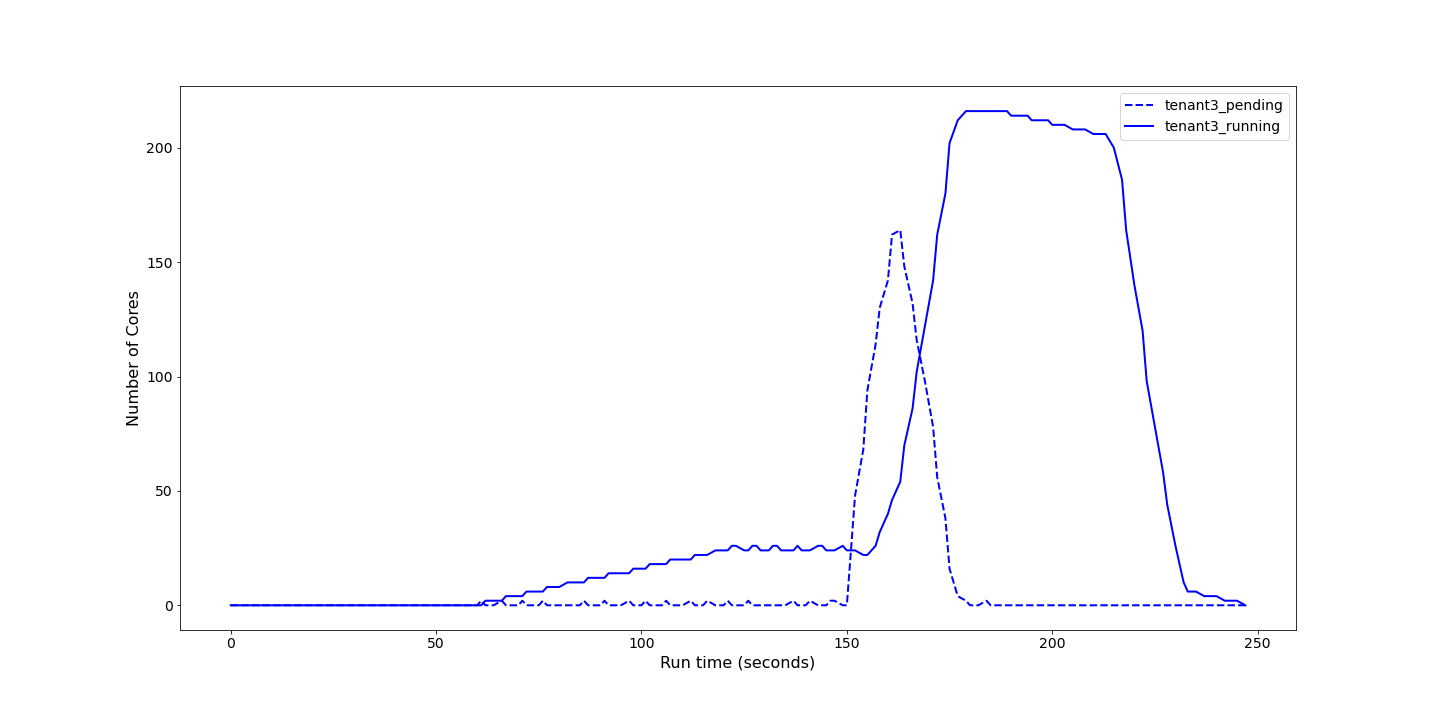 tenant3_pending
tenant3_running
200
150
100
50
0
Number of Cores
0 50 100 150 200 250
Run time (seconds)